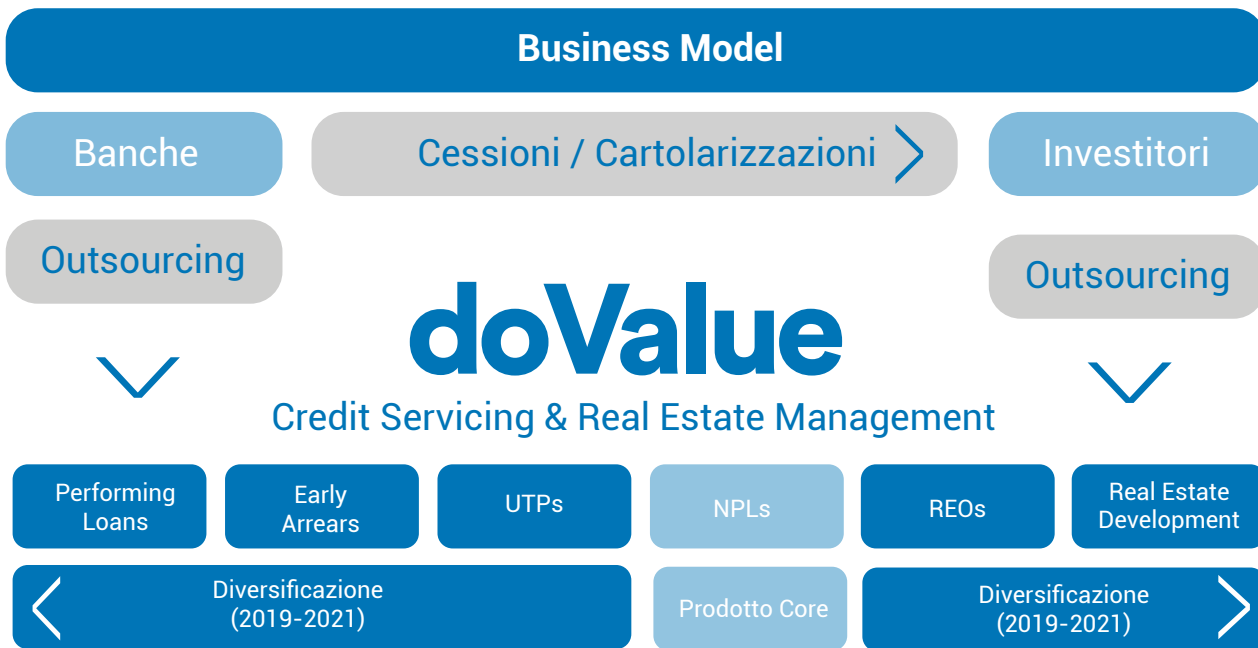 Business Model
Banche
Cessioni / Cartolarizzazioni
Investitori
Outsourcing
Outsourcing
doValue
Credit Servicing & Real Estate Management
Performing
Loans
Early
Arrears
UTPs
NPLs
REOs
Real Estate
Development
Diversificazione
(2019-2021)
Prodotto Core
Diversificazione
(2019-2021)